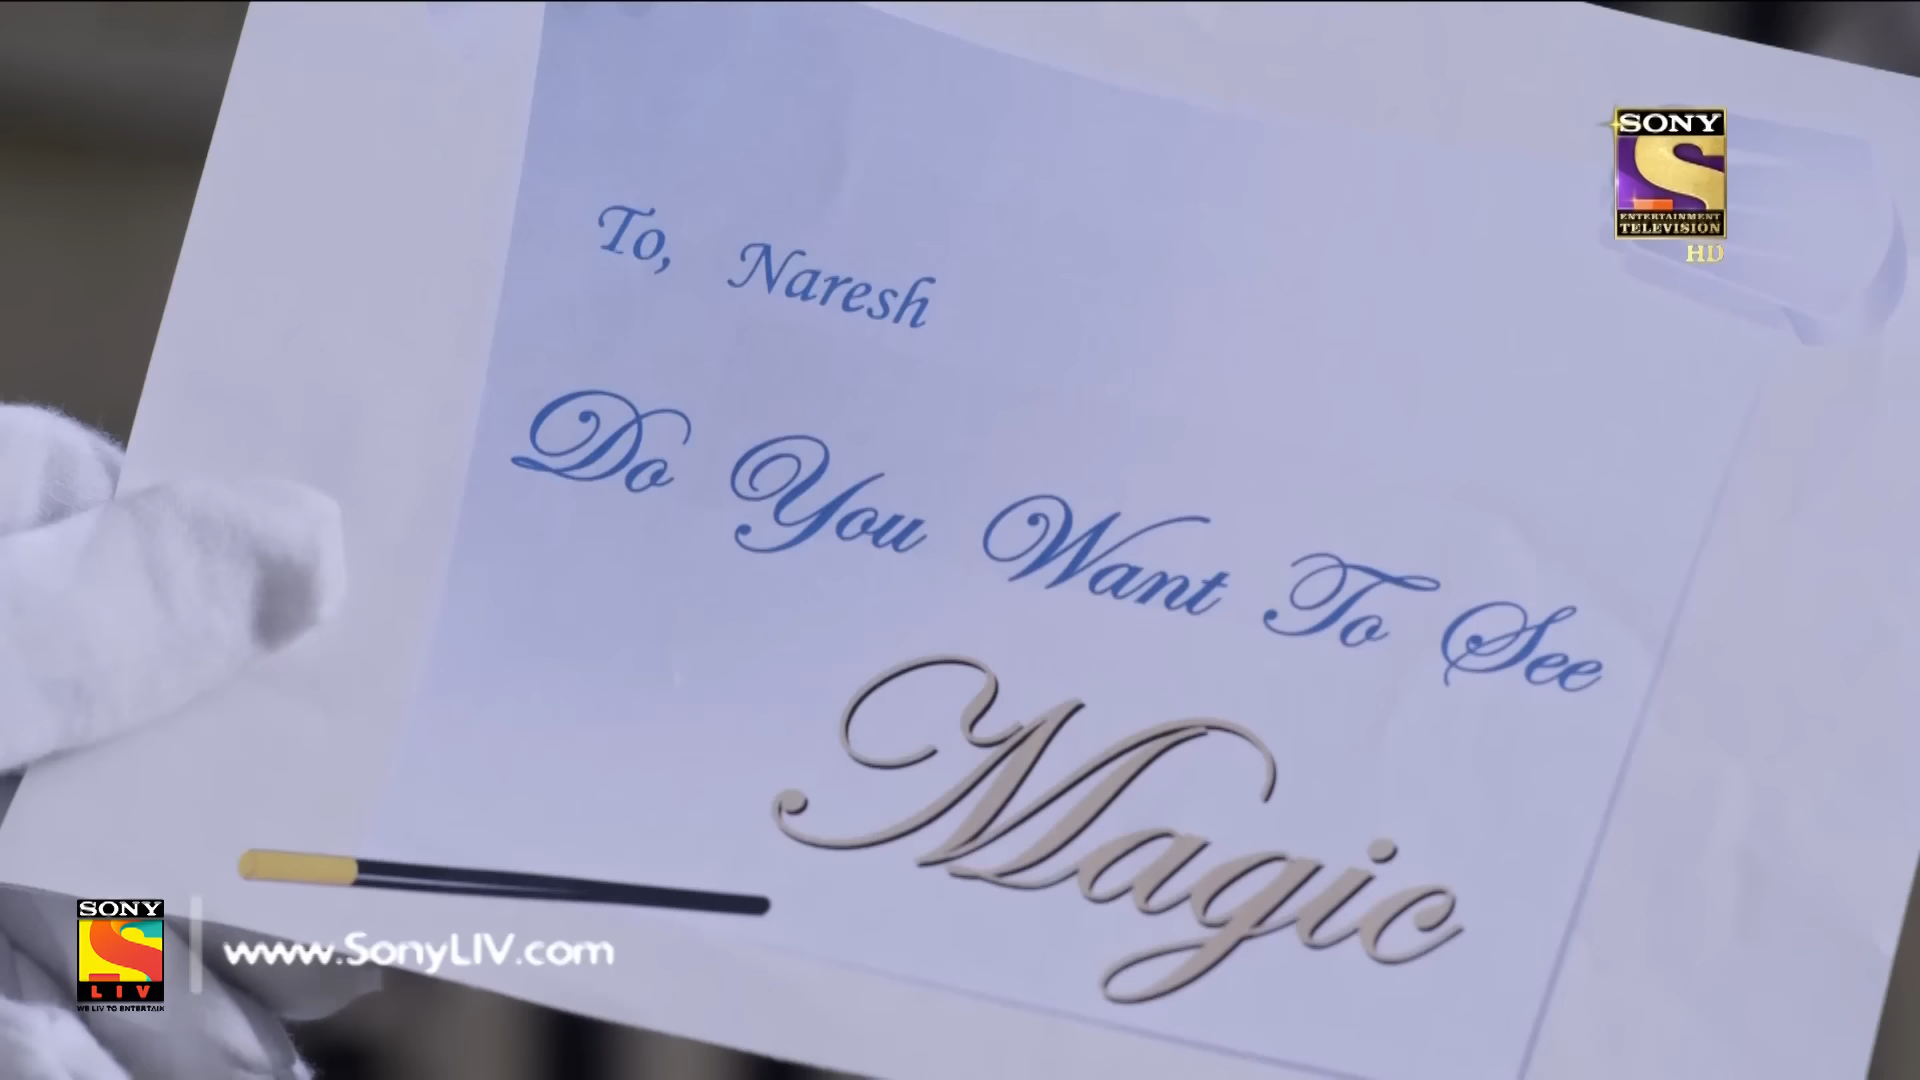 To, Naresh
Do You Want To See
Magic
SONY
ENTERTAINMENT
TELEVISION
HD
SONY
LIV
WE LIV TO ENTERTAIN
www.SonyLIV.com